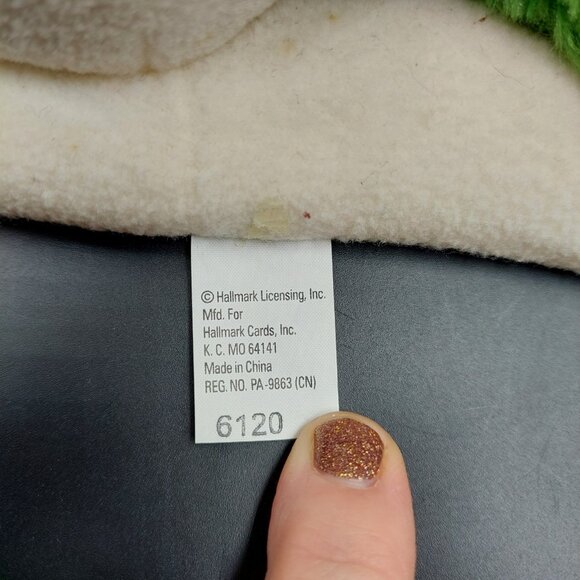 © Hallmark Licensing, Inc.
Mfd. For
Hallmark Cards, Inc.
K. C. MO 64141
Made in China
REG. NO. PA-9863 (CN)
6120